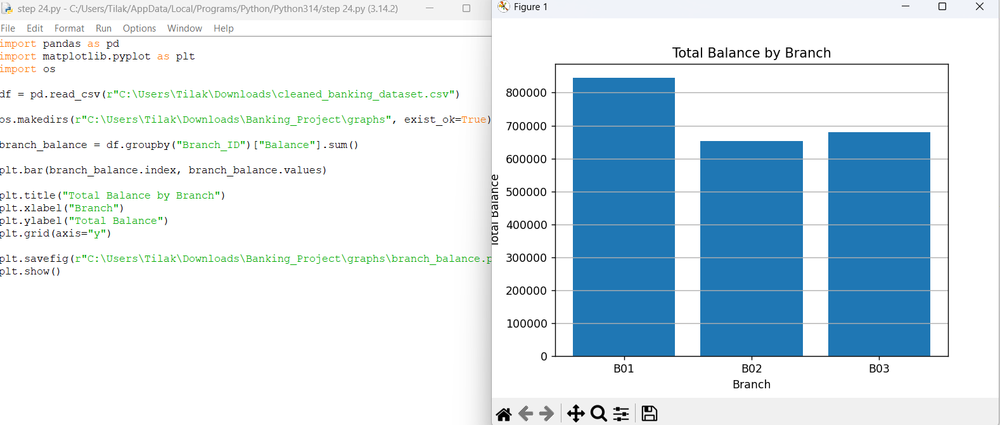 step 24.py - C:/Users/Tilak/AppData/Local/Programs/Python/Python314/step 24.py (3.14.2)
File Edit Format Run Options Window Help
import pandas as pd
import matplotlib.pyplot as plt
import os
df = pd.read_csv(r"C:\Users\Tilak\Downloads\cleaned_banking_dataset.csv")
os.makedirs(r"C:\Users\Tilak\Downloads\Banking_Project\graphs", exist_ok=True)
branch_balance = df.groupby("Branch_ID")["Balance"].sum()
plt.bar(branch_balance.index, branch_balance.values)
plt.title("Total Balance by Branch")
plt.xlabel("Branch")
plt.ylabel("Total Balance")
plt.grid(axis="y")
plt.savefig(r"C:\Users\Tilak\Downloads\Banking_Project\graphs\branch_balance.p
plt.show()
Figure 1
Total Balance by Branch
Total Balance
800000
700000
600000
500000
400000
300000
200000
100000
0
B01 B02 B03
Branch